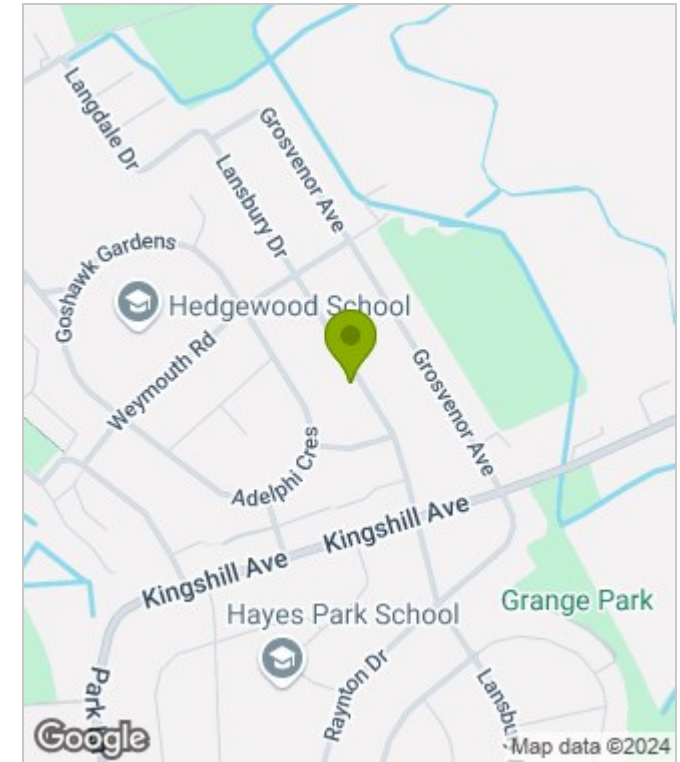 Langdale Dr
Grosvenor Ave
Lansbury Dr
Goshawk Gardens
Hedgewood School
Weymouth Rd
Grosvenor Ave
Adelphi Cres
Kingshill Ave
Kingshill Ave
Grange Park
Hayes Park School
Raynton Dr
Park
Google
Map data ©2024